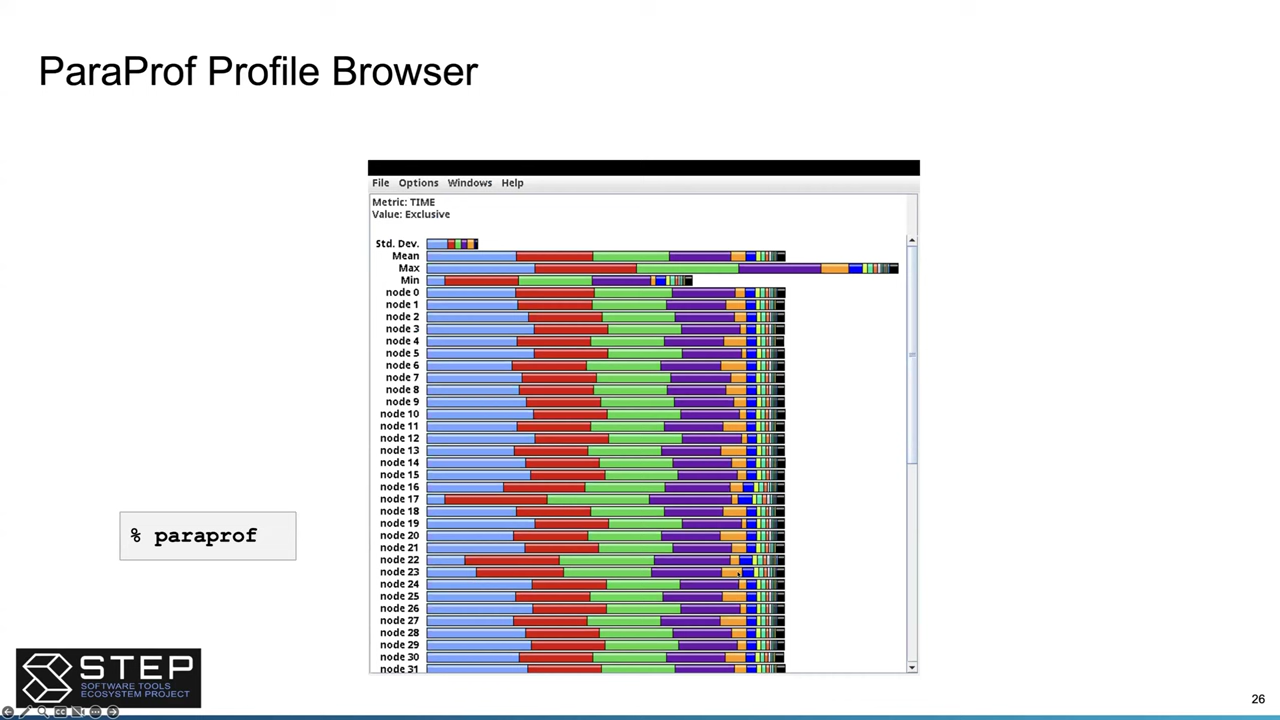 ParaProf Profile Browser
File Options Windows Help
Metric: TIME
Value: Exclusive
Std. Dev.
Mean
Max
Min
node 0
node 1
node 2
node 3
node 4
node 5
node 6
node 7
node 8
node 9
node 10
node 11
node 12
node 13
node 14
node 15
node 16
node 17
node 18
node 19
node 20
node 21
node 22
node 23
node 24
node 25
node 26
node 27
node 28
node 29
node 30
node 31
% paraprof
STEP
SOFTWARE TOOLS
ECOSYSTEM PROJECT
26